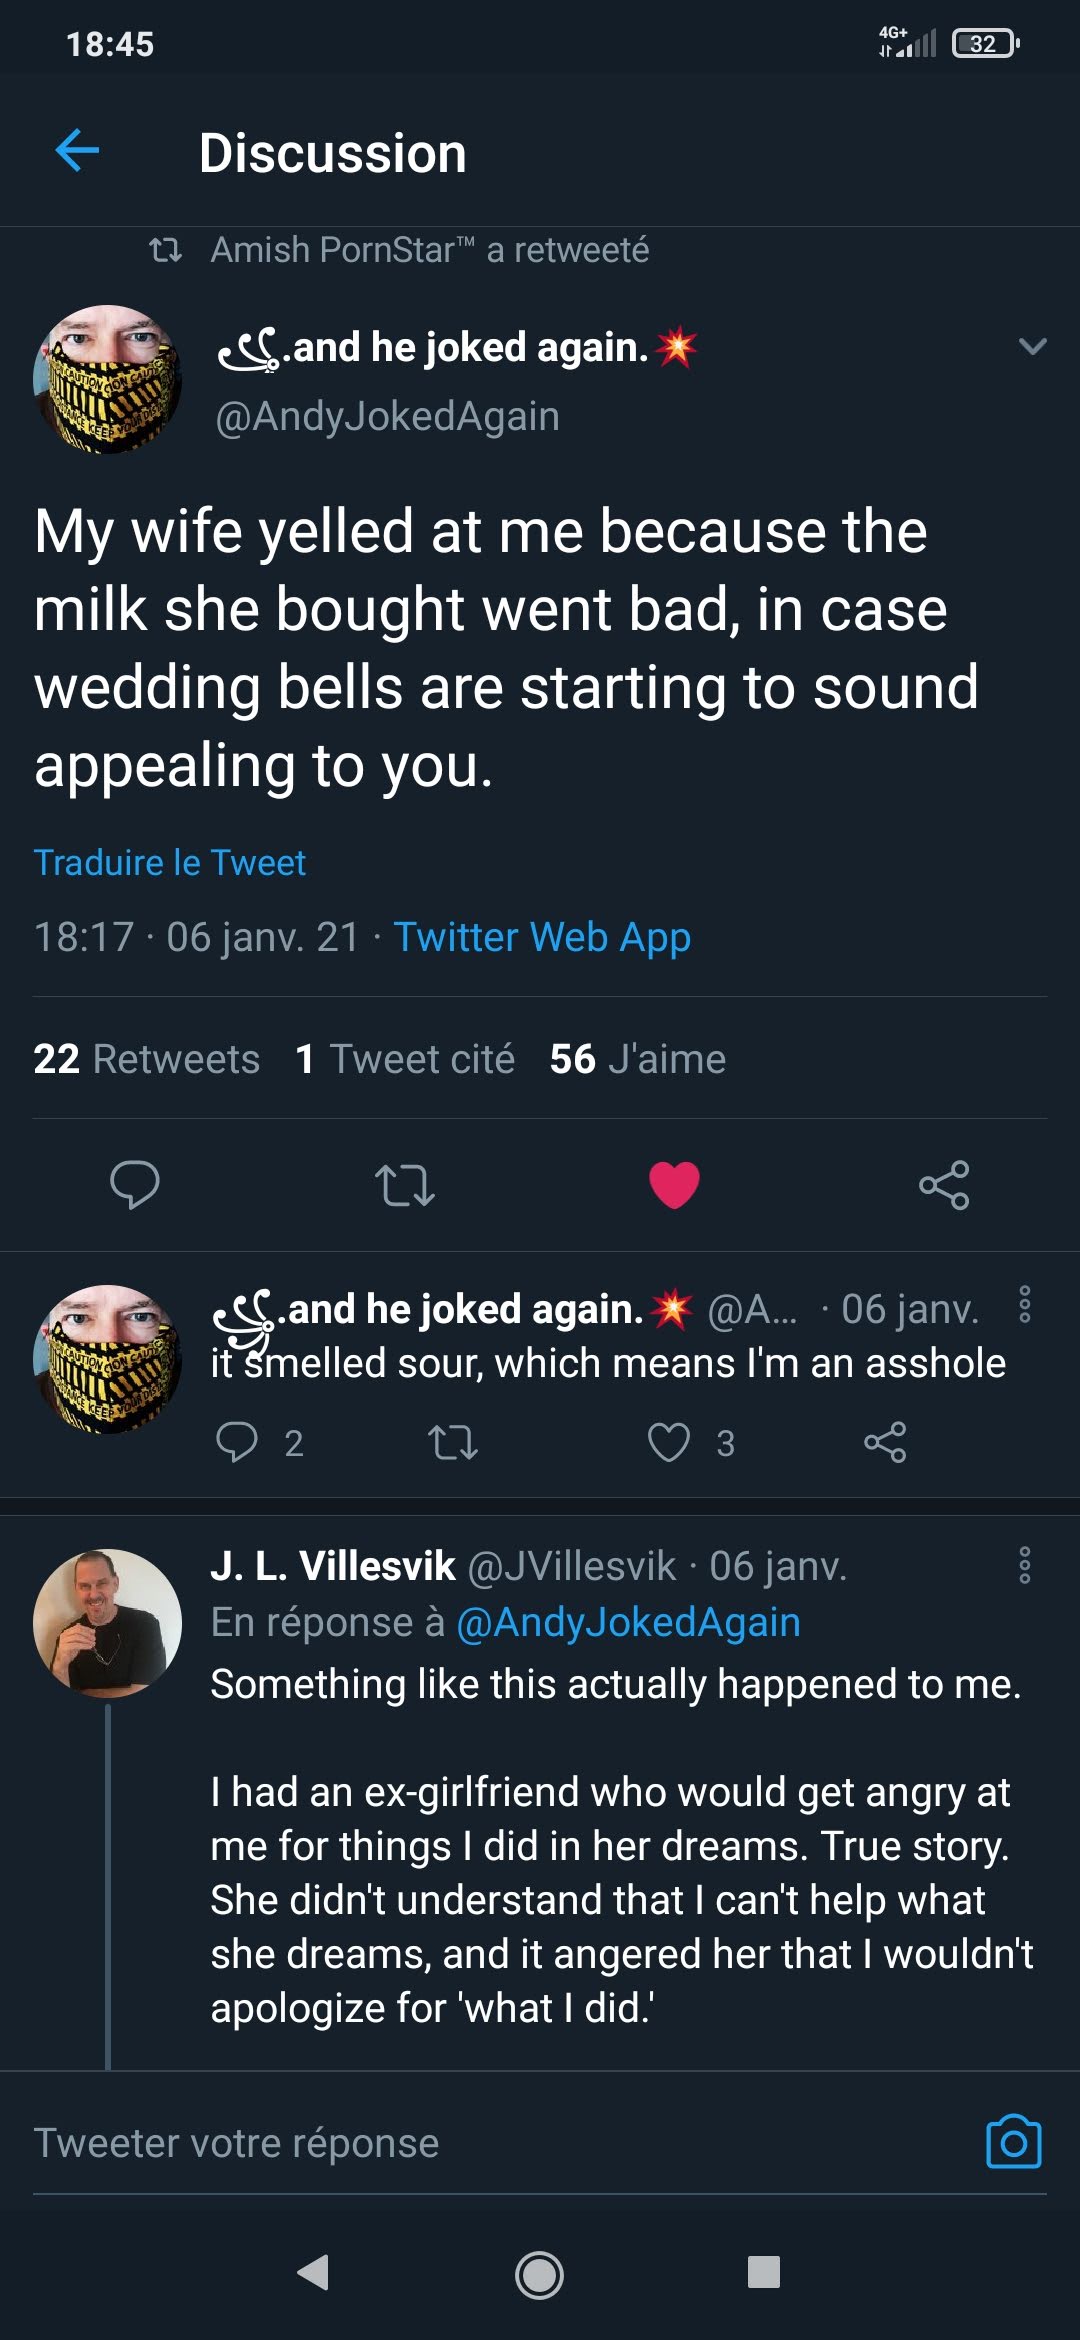 18:45
4G+
32
Discussion
Amish PornStar™ a retweeté
.and he joked again.💥
@AndyJokedAgain
My wife yelled at me because the
milk she bought went bad, in case
wedding bells are starting to sound
appealing to you.
Traduire le Tweet
18:17 · 06 janv. 21 · Twitter Web App
22 Retweets 1 Tweet cité 56 J'aime
.and he joked again.💥 @A... · 06 janv.
it smelled sour, which means I'm an asshole
2
3
J. L. Villesvik @JVillesvik · 06 janv.
En réponse à @AndyJokedAgain
Something like this actually happened to me.
I had an ex-girlfriend who would get angry at
me for things I did in her dreams. True story.
She didn't understand that I can't help what
she dreams, and it angered her that I wouldn't
apologize for 'what I did.'
Tweeter votre réponse